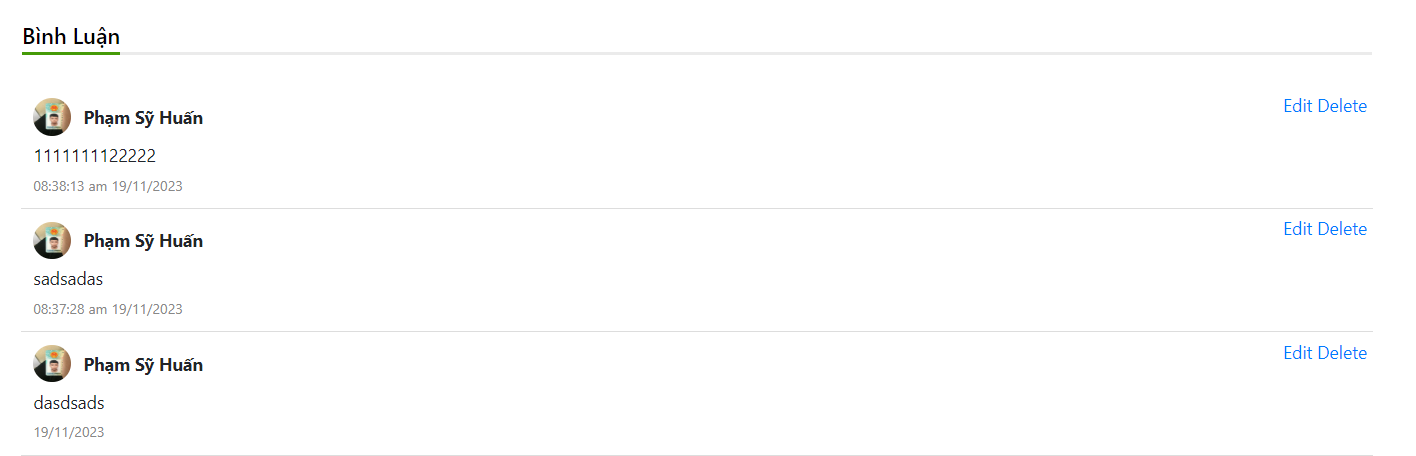 Bình Luận
Phạm Sỹ Huấn
Edit Delete
1111111122222
08:38:13 am 19/11/2023
Phạm Sỹ Huấn
Edit Delete
sadsadas
08:37:28 am 19/11/2023
Phạm Sỹ Huấn
Edit Delete
dasdsads
19/11/2023